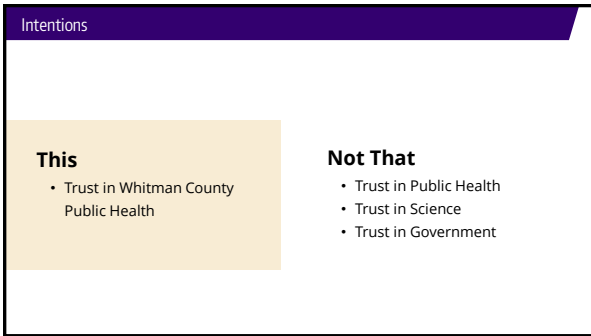 Intentions
This
• Trust in Whitman County
Public Health
Not That
• Trust in Public Health
• Trust in Science
• Trust in Government